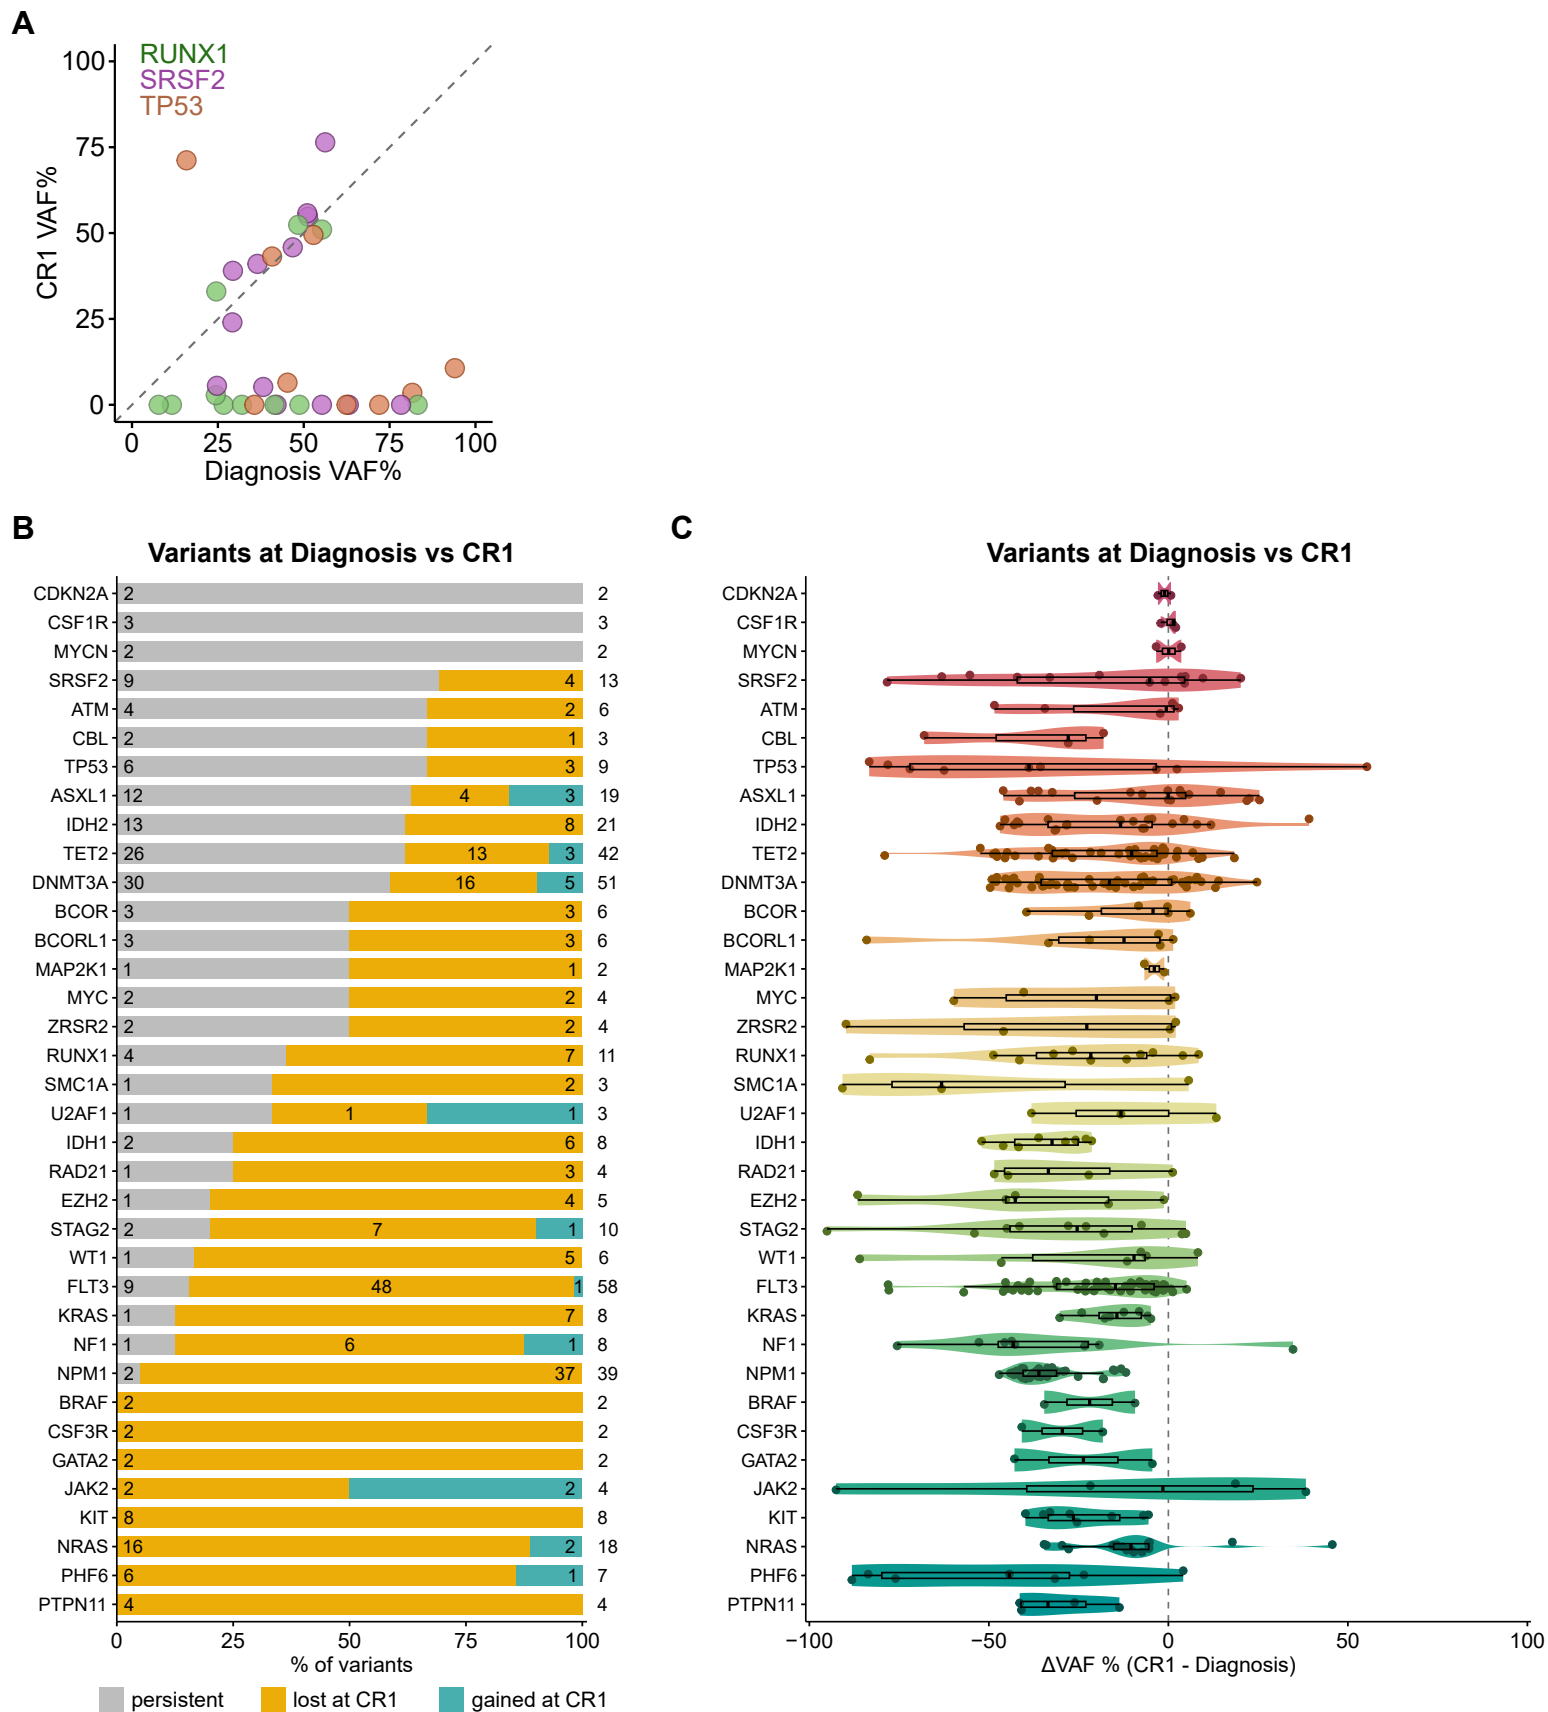 A
RUNX1
SRSF2
TP53
100
75
50
25
0
CR1 VAF%
0 25 50 75 100
Diagnosis VAF%
B
Variants at Diagnosis vs CR1
CDKN2A 2 2
CSF1R 3 3
MYCN 2 2
SRSF2 9 4 13
ATM 4 2 6
CBL 2 1 3
TP53 6 3 9
ASXL1 12 4 3 19
IDH2 13 8 21
TET2 26 13 3 42
DNMT3A 30 16 5 51
BCOR 3 3 6
BCORL1 3 3 6
MAP2K1 1 1 2
MYC 2 2 4
ZRSR2 2 2 4
RUNX1 4 7 11
SMC1A 1 2 3
U2AF1 1 1 1 3
IDH1 2 6 8
RAD21 1 3 4
EZH2 1 4 5
STAG2 2 7 1 10
WT1 1 5 6
FLT3 9 48 1 58
KRAS 1 7 8
NF1 1 6 1 8
NPM1 2 37 39
BRAF 2 2
CSF3R 2 2
GATA2 2 2
JAK2 2 2 4
KIT 8 8
NRAS 16 2 18
PHF6 6 1 7
PTPN11 4 4
0 25 50 75 100
% of variants
persistent lost at CR1 gained at CR1
C
Variants at Diagnosis vs CR1
CDKN2A
CSF1R
MYCN
SRSF2
ATM
CBL
TP53
ASXL1
IDH2
TET2
DNMT3A
BCOR
BCORL1
MAP2K1
MYC
ZRSR2
RUNX1
SMC1A
U2AF1
IDH1
RAD21
EZH2
STAG2
WT1
FLT3
KRAS
NF1
NPM1
BRAF
CSF3R
GATA2
JAK2
KIT
NRAS
PHF6
PTPN11
−100 −50 0 50 100
ΔVAF % (CR1 - Diagnosis)